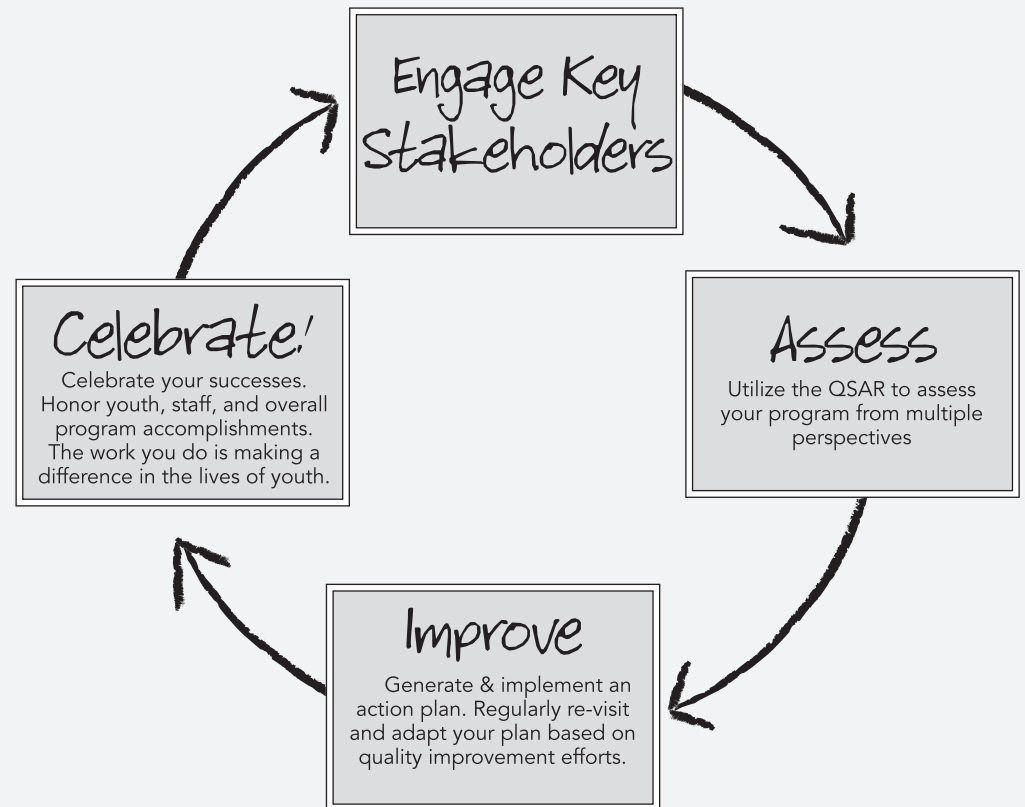 Engage Key
Stakeholders
Assess
Utilize the QSAR to assess
your program from multiple
perspectives
Improve
Generate & implement an
action plan. Regularly re-visit
and adapt your plan based on
quality improvement efforts.
Celebrate!
Celebrate your successes.
Honor youth, staff, and overall
program accomplishments.
The work you do is making a
difference in the lives of youth.